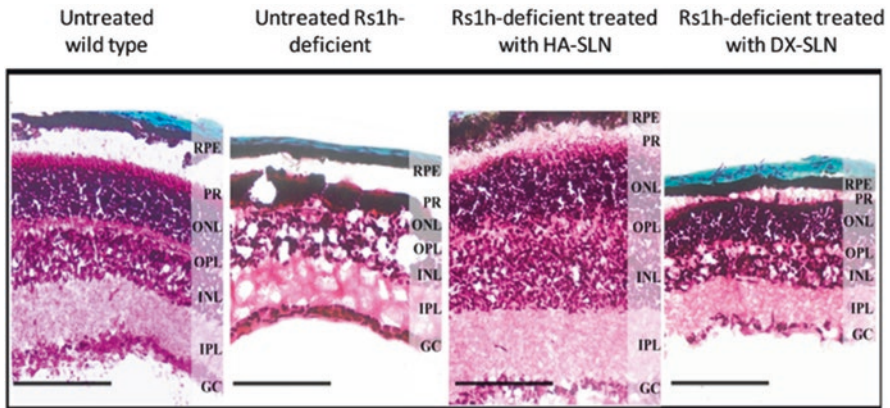 Untreated
wild type
Untreated Rs1h-
deficient
Rs1h-deficient treated
with HA-SLN
Rs1h-deficient treated
with DX-SLN
RPE
PR
ONL
OPL
INL
IPL
GC
RPE
PR
ONL
OPL
INL
IPL
GC
RPE
PR
ONL
OPL
INL
IPL
GC
RPE
PR
ONL
OPL
INL
IPL
GC